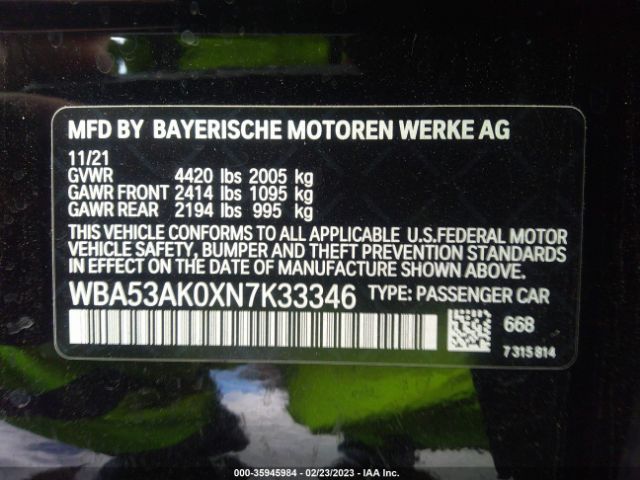 MFD BY BAYERISCHE MOTOREN WERKE AG
11/21
GVWR 4420 lbs 2005 kg
GAWR FRONT 2414 lbs 1095 kg
GAWR REAR 2194 lbs 995 kg
THIS VEHICLE CONFORMS TO ALL APPLICABLE U.S.FEDERAL MOTOR
VEHICLE SAFETY, BUMPER AND THEFT PREVENTION STANDARDS
IN EFFECT ON THE DATE OF MANUFACTURE SHOWN ABOVE.
WBA53AK0XN7K33346 TYPE: PASSENGER CAR
668
7315814
000-35945984 - 02/23/2023 - IAA Inc.